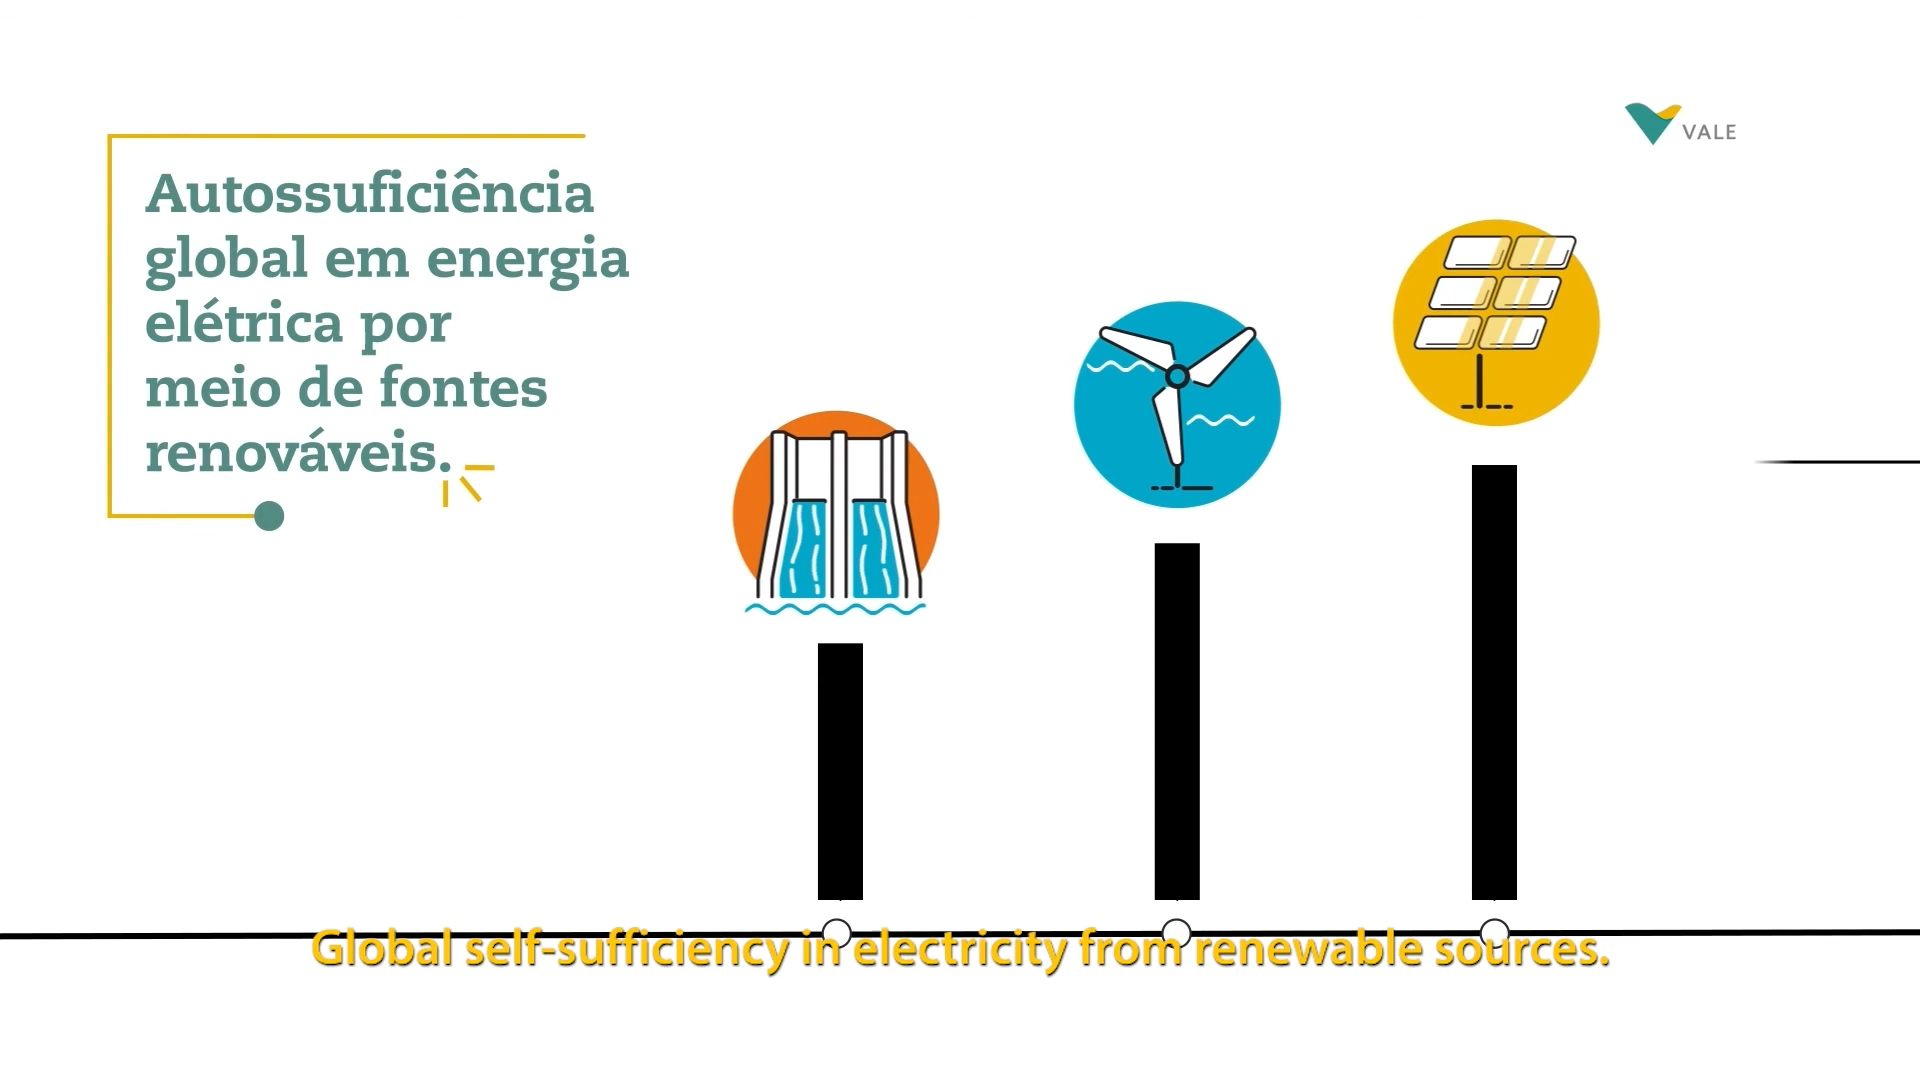 VALE
Autossuficiência
global em energia
elétrica por
meio de fontes
renováveis.
Global self-sufficiency in electricity from renewable sources.